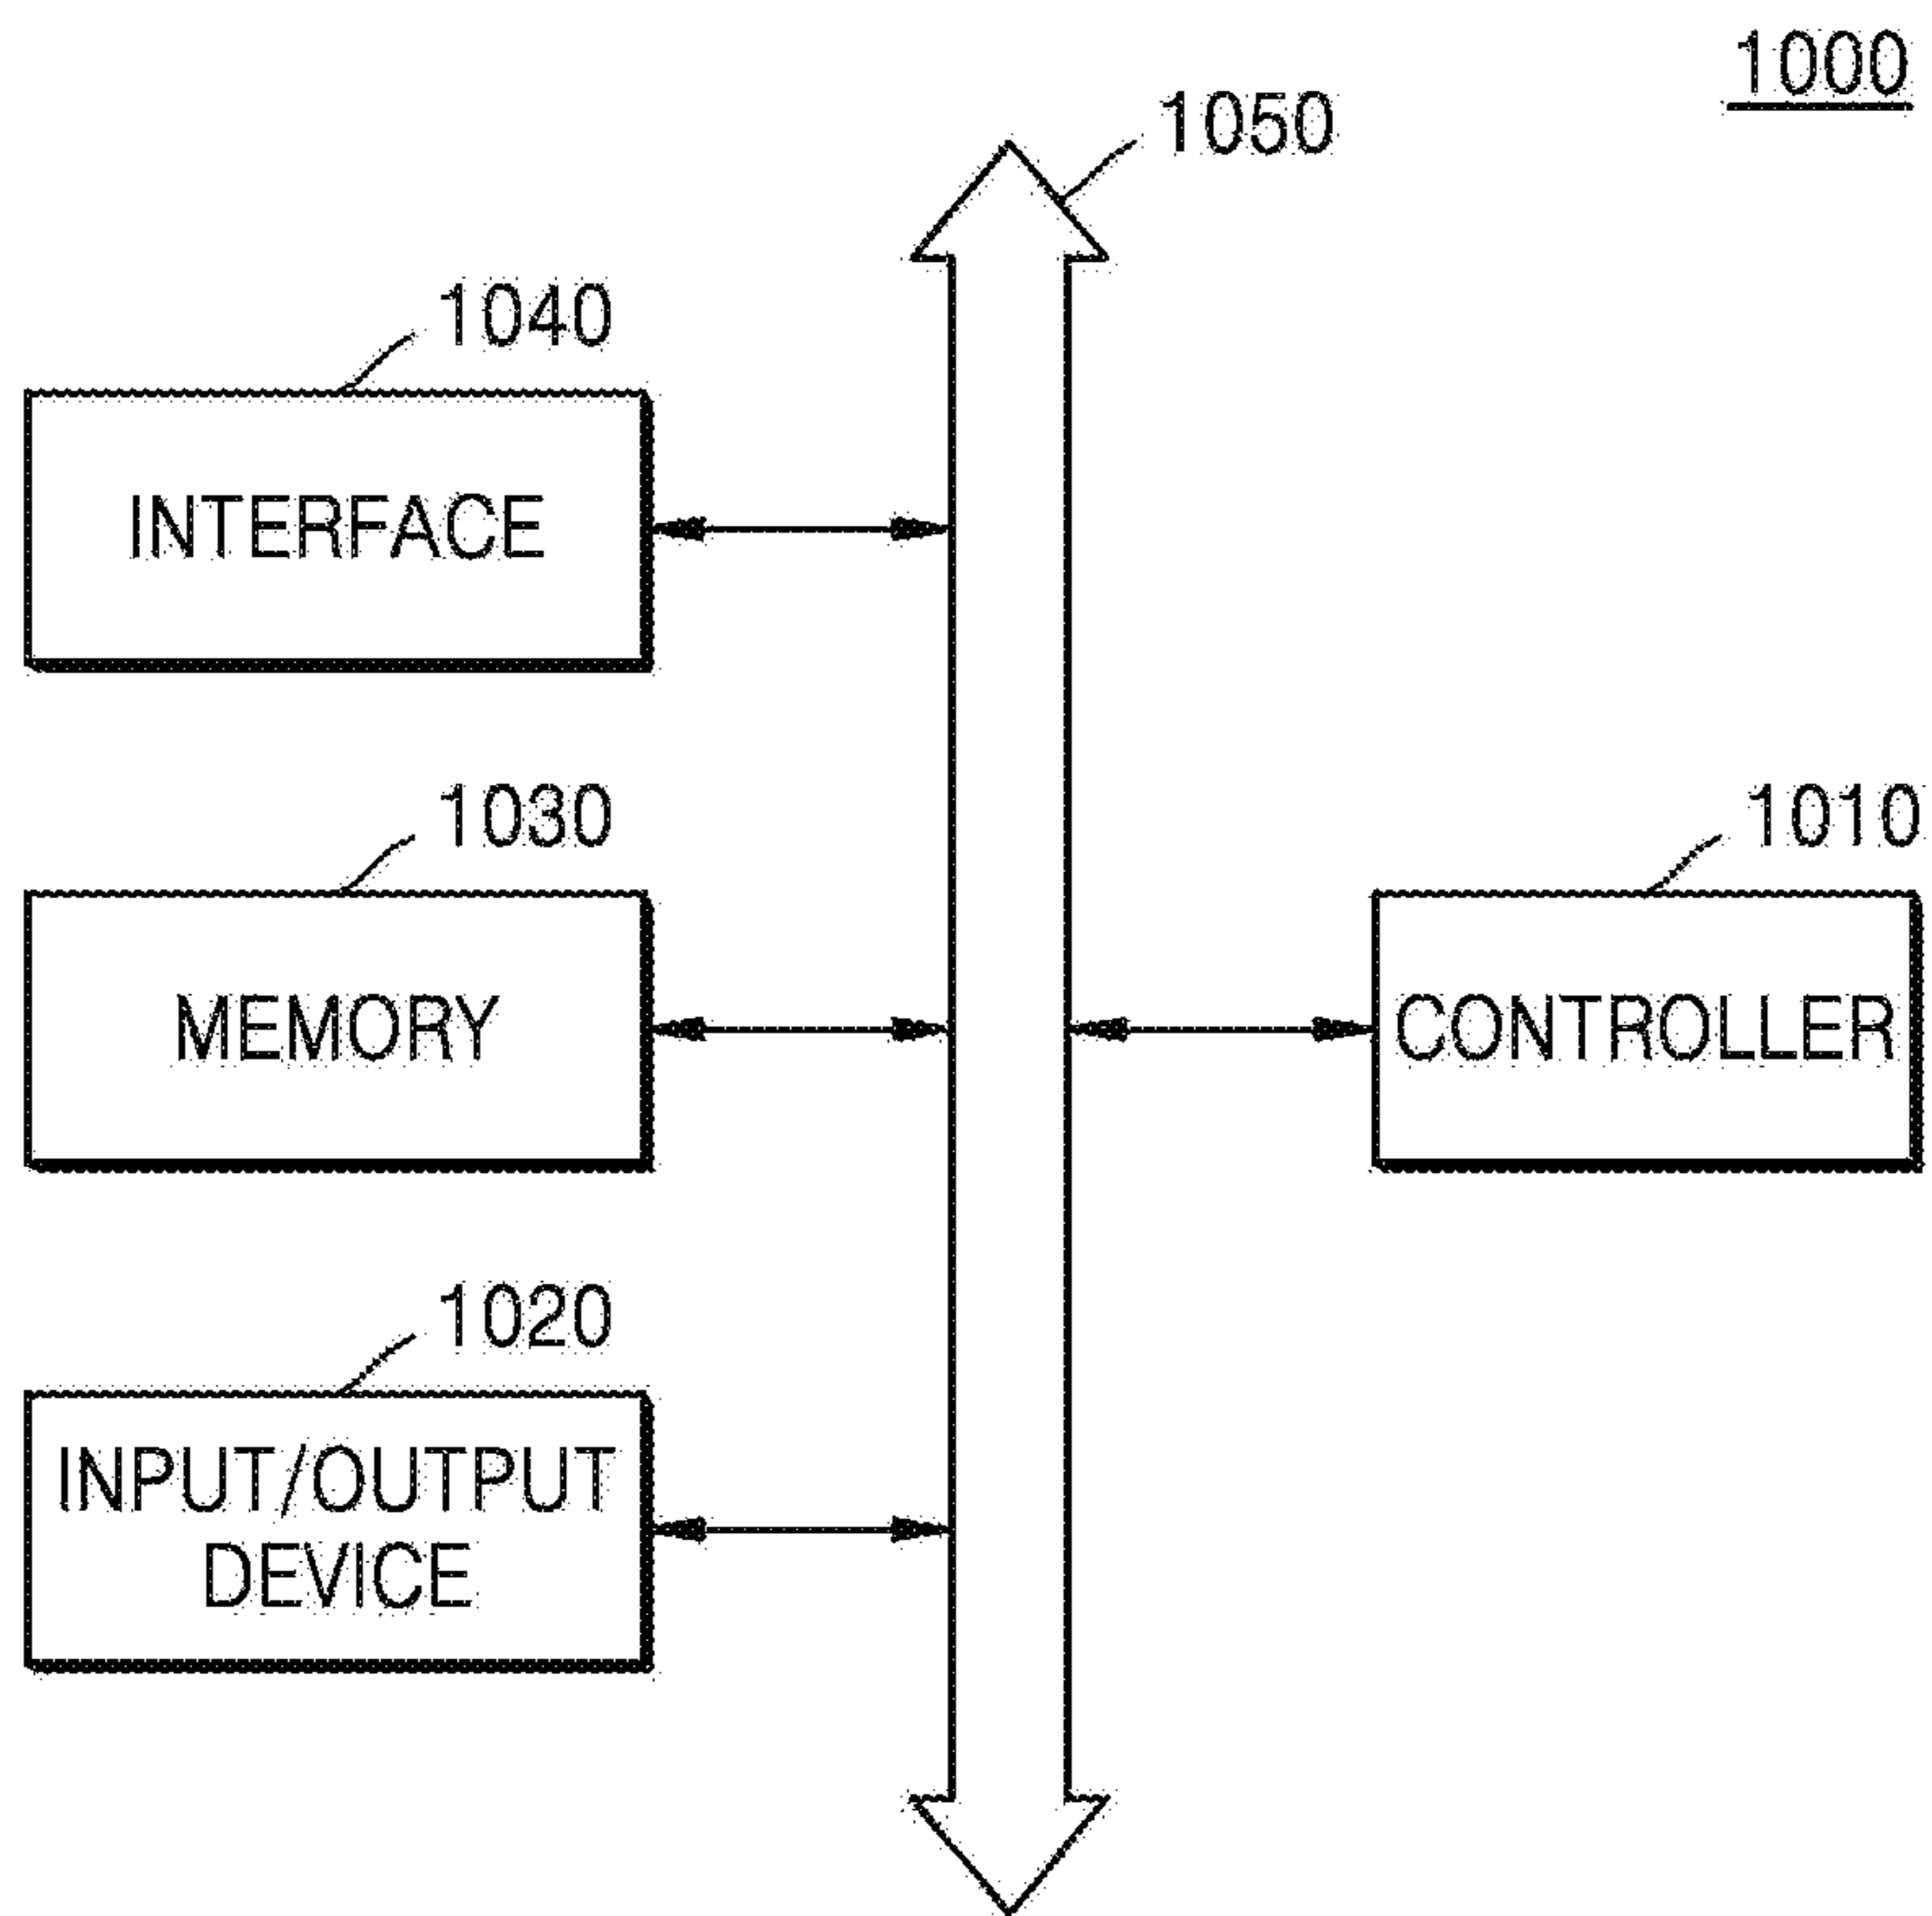 1000
1050
1040
INTERFACE
1030
MEMORY
1010
CONTROLLER
1020
INPUT/OUTPUT
DEVICE